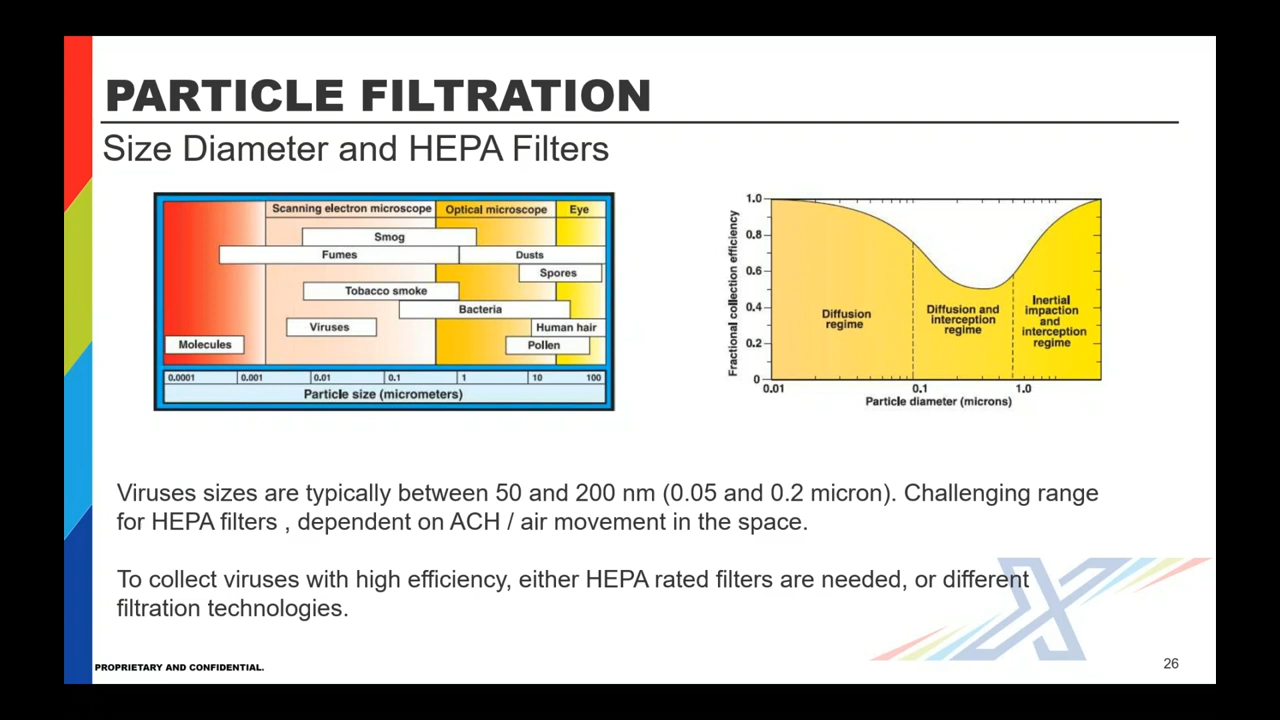 PARTICLE FILTRATION
Size Diameter and HEPA Filters
Scanning electron microscope
Optical microscope
Eye
Smog
Fumes
Dusts
Spores
Tobacco smoke
Bacteria
Viruses
Human hair
Molecules
Pollen
0.0001 0.001 0.01 0.1 1 10 100
Particle size (micrometers)
Fractional collection efficiency
1.0
0.8
0.6
0.4
0.2
0
Diffusion
regime
Diffusion and
interception
regime
Inertial
impaction
and
interception
regime
0.01 0.1 1.0
Particle diameter (microns)
Viruses sizes are typically between 50 and 200 nm (0.05 and 0.2 micron). Challenging range
for HEPA filters , dependent on ACH / air movement in the space.
To collect viruses with high efficiency, either HEPA rated filters are needed, or different
filtration technologies.
X
PROPRIETARY AND CONFIDENTIAL.
26